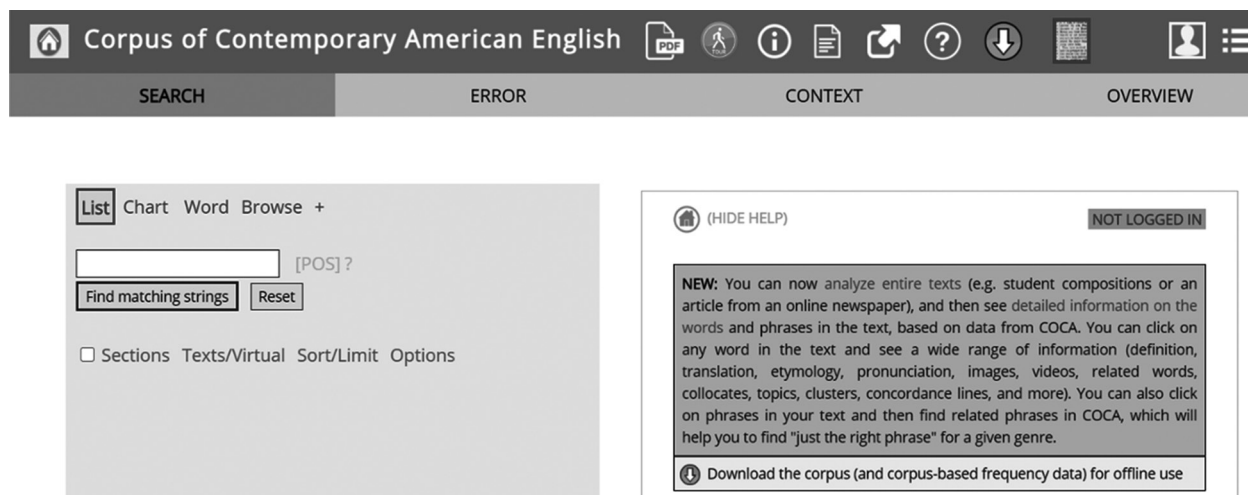 Corpus of Contemporary American English PDF TOUR
SEARCH ERROR CONTEXT OVERVIEW
List Chart Word Browse +
[POS] ?
Find matching strings Reset
Sections Texts/Virtual Sort/Limit Options
(HIDE HELP) NOT LOGGED IN
NEW: You can now analyze entire texts (e.g. student compositions or an
article from an online newspaper), and then see detailed information on the
words and phrases in the text, based on data from COCA. You can click on
any word in the text and see a wide range of information (definition,
translation, etymology, pronunciation, images, videos, related words,
collocates, topics, clusters, concordance lines, and more). You can also click
on phrases in your text and then find related phrases in COCA, which will
help you to find "just the right phrase" for a given genre.
Download the corpus (and corpus-based frequency data) for offline use